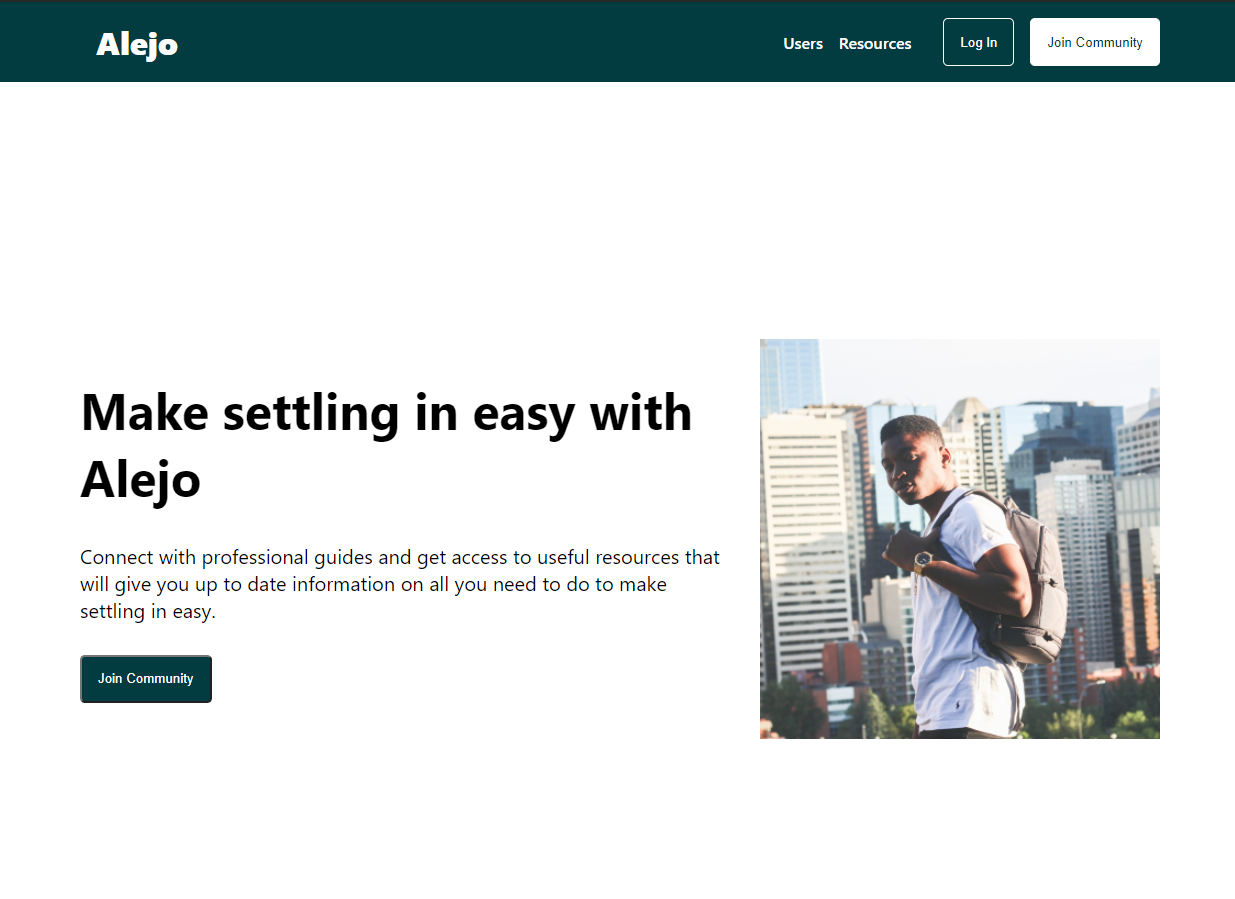 Alejo
Users
Resources
Log In
Join Community
Make settling in easy with
Alejo
Connect with professional guides and get access to useful resources that
will give you up to date information on all you need to do to make
settling in easy.
Join Community